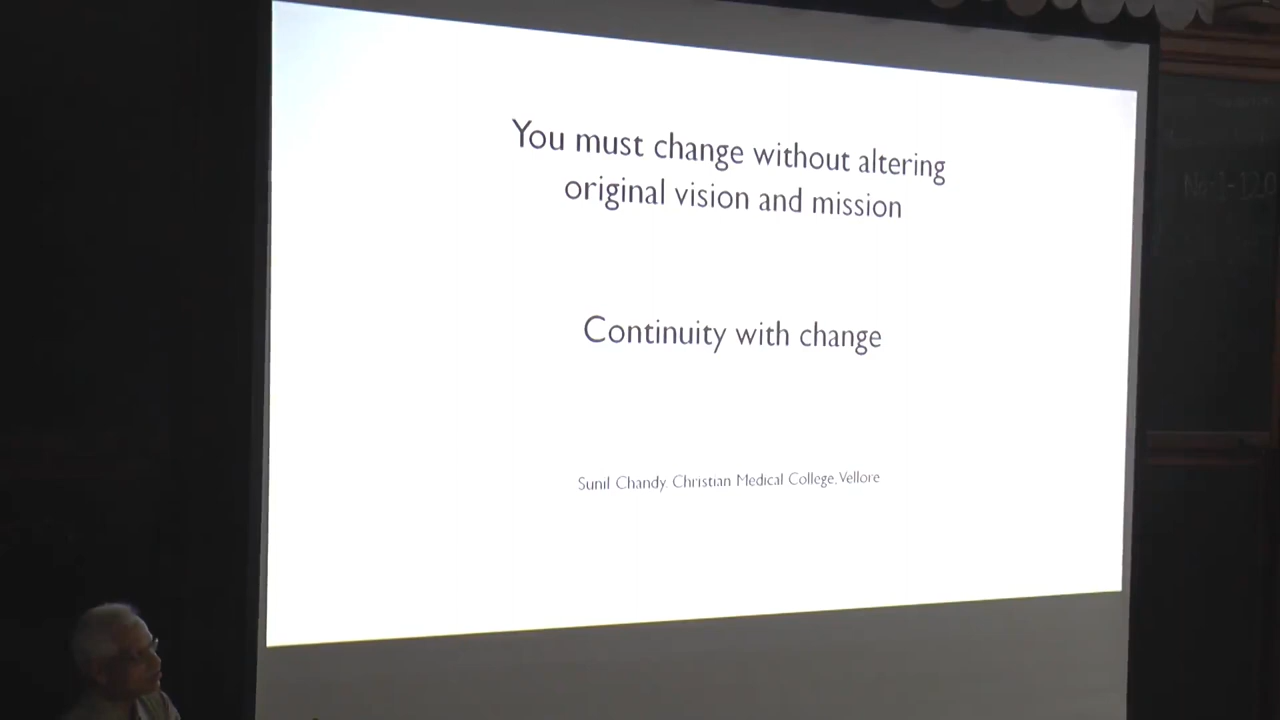 You must change without altering
original vision and mission
Continuity with change
Sunil Chandy, Christian Medical College, Vellore